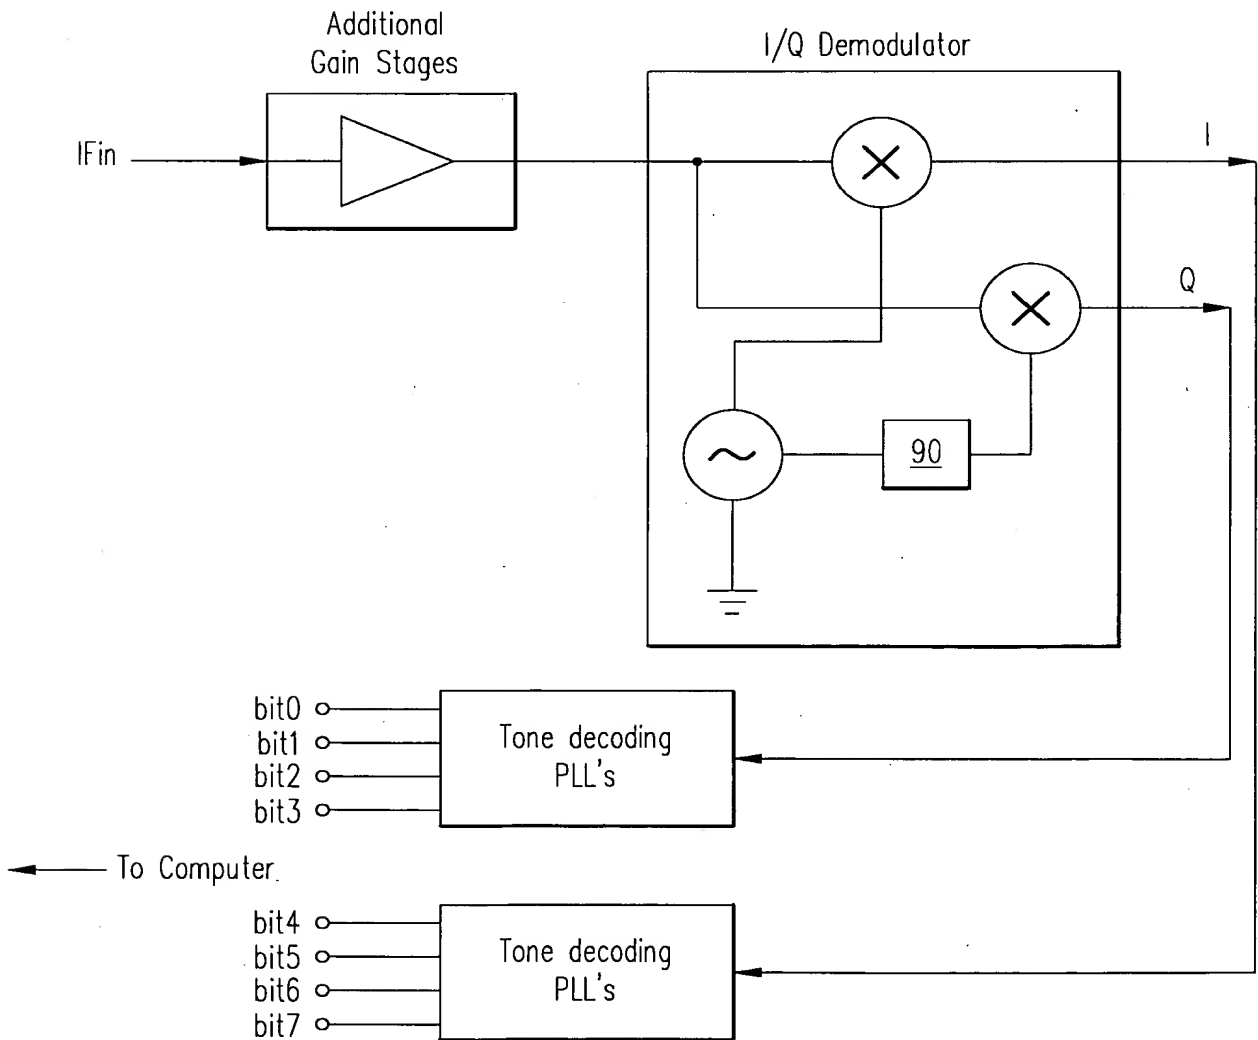 Additional
Gain Stages
I/Q Demodulator
IFin
I
Q
90
bit0
bit1
bit2
bit3
Tone decoding
PLL's
To Computer
bit4
bit5
bit6
bit7
Tone decoding
PLL's